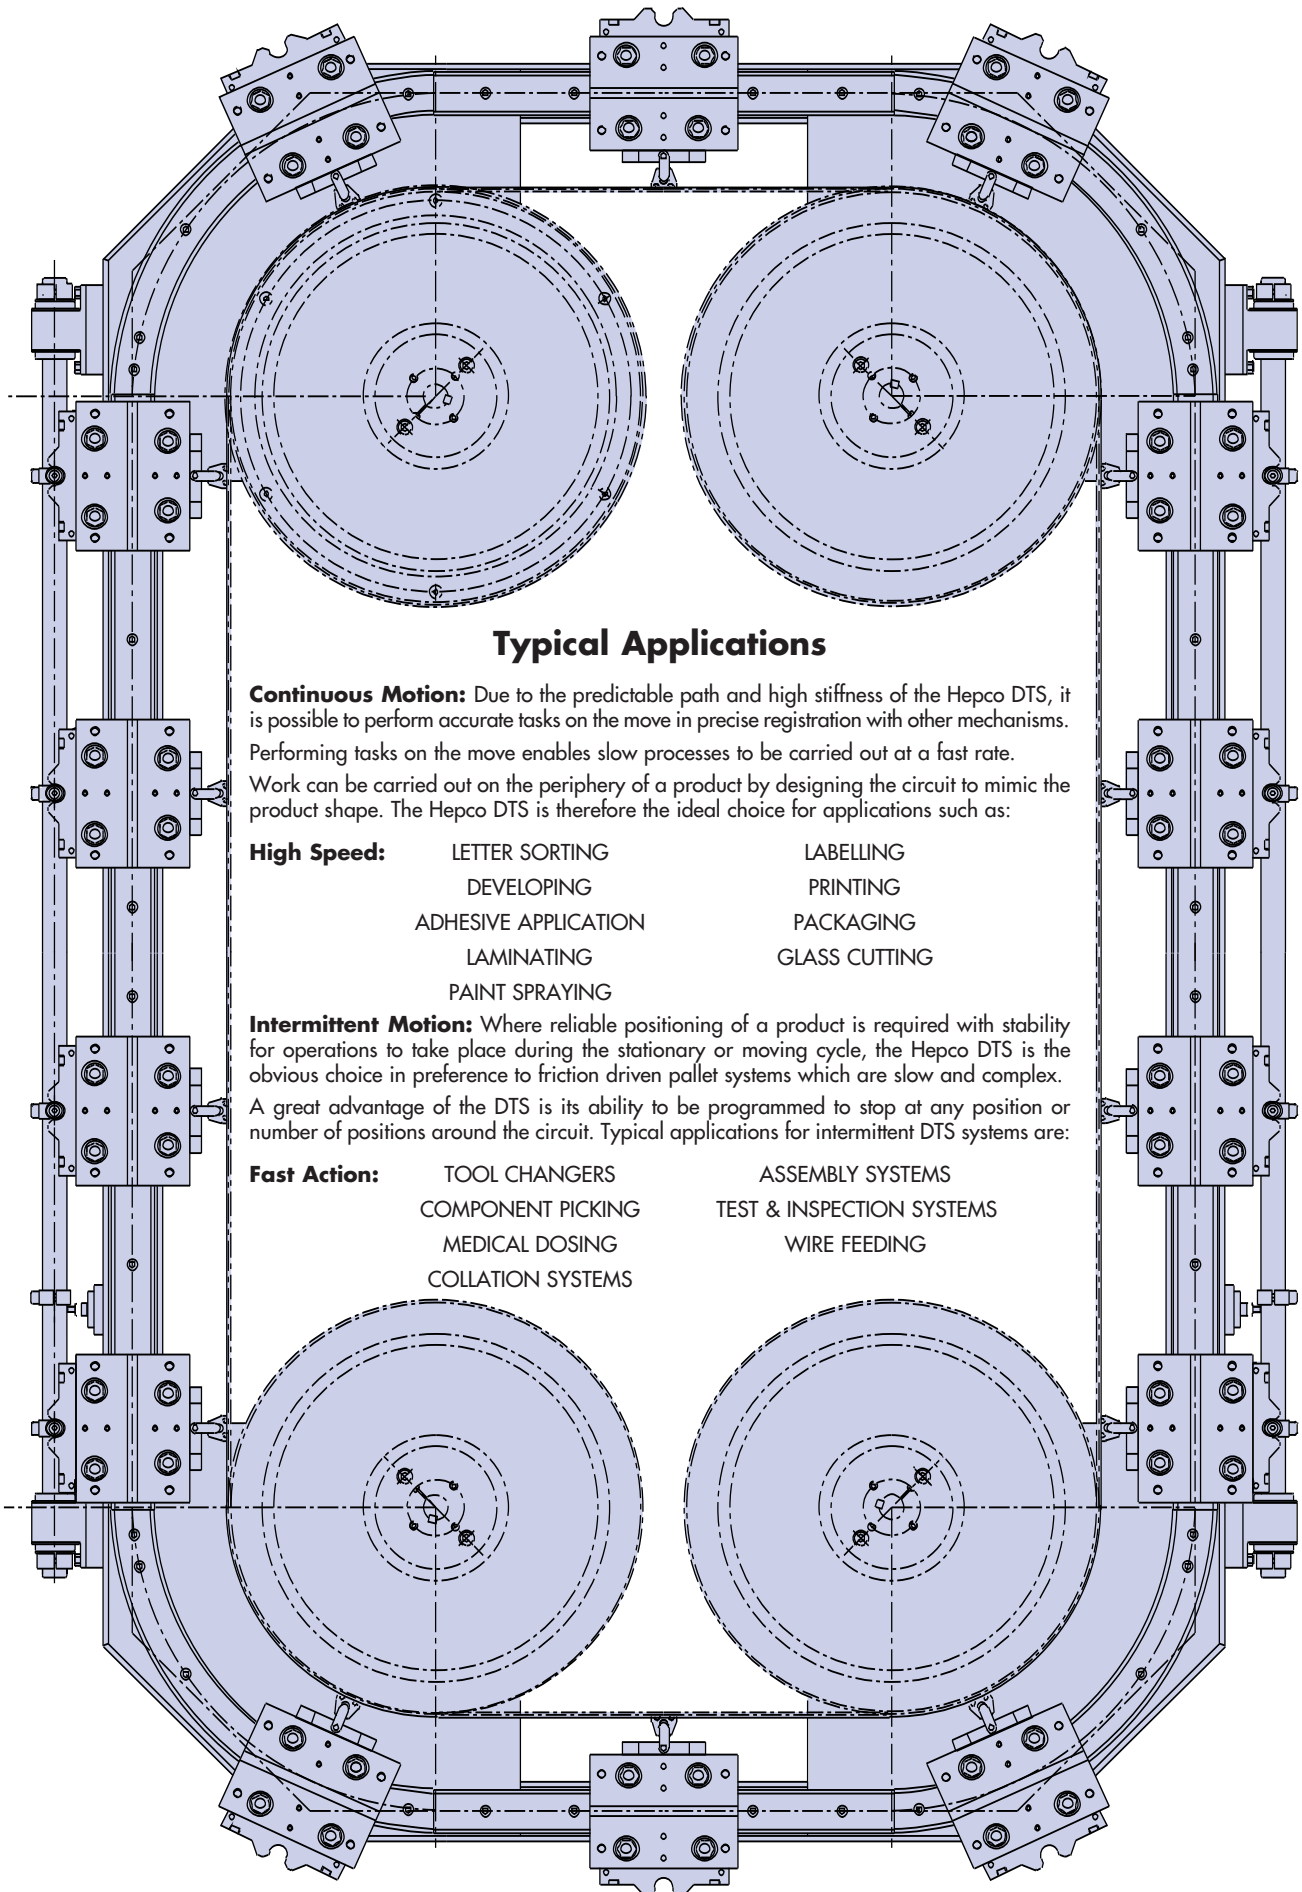 Typical Applications
Continuous Motion: Due to the predictable path and high stiffness of the Hepco DTS, it
is possible to perform accurate tasks on the move in precise registration with other mechanisms.
Performing tasks on the move enables slow processes to be carried out at a fast rate.
Work can be carried out on the periphery of a product by designing the circuit to mimic the
product shape. The Hepco DTS is therefore the ideal choice for applications such as:
High Speed: LETTER SORTING LABELLING
DEVELOPING PRINTING
ADHESIVE APPLICATION PACKAGING
LAMINATING GLASS CUTTING
PAINT SPRAYING
Intermittent Motion: Where reliable positioning of a product is required with stability
for operations to take place during the stationary or moving cycle, the Hepco DTS is the
obvious choice in preference to friction driven pallet systems which are slow and complex.
A great advantage of the DTS is its ability to be programmed to stop at any position or
number of positions around the circuit. Typical applications for intermittent DTS systems are:
Fast Action: TOOL CHANGERS ASSEMBLY SYSTEMS
COMPONENT PICKING TEST & INSPECTION SYSTEMS
MEDICAL DOSING WIRE FEEDING
COLLATION SYSTEMS